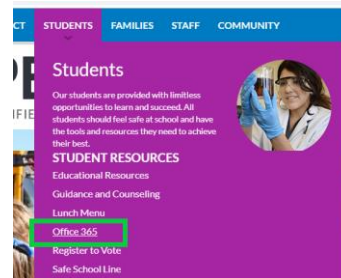 CT STUDENTS FAMILIES STAFF COMMUNITY
Students
Our students are provided with limitless
opportunities to learn and succeed. All
students should feel safe at school and have
the tools and resources they need to achieve
their best.
STUDENT RESOURCES
Educational Resources
Guidance and Counseling
Lunch Menu
Office 365
Register to Vote
Safe School Line